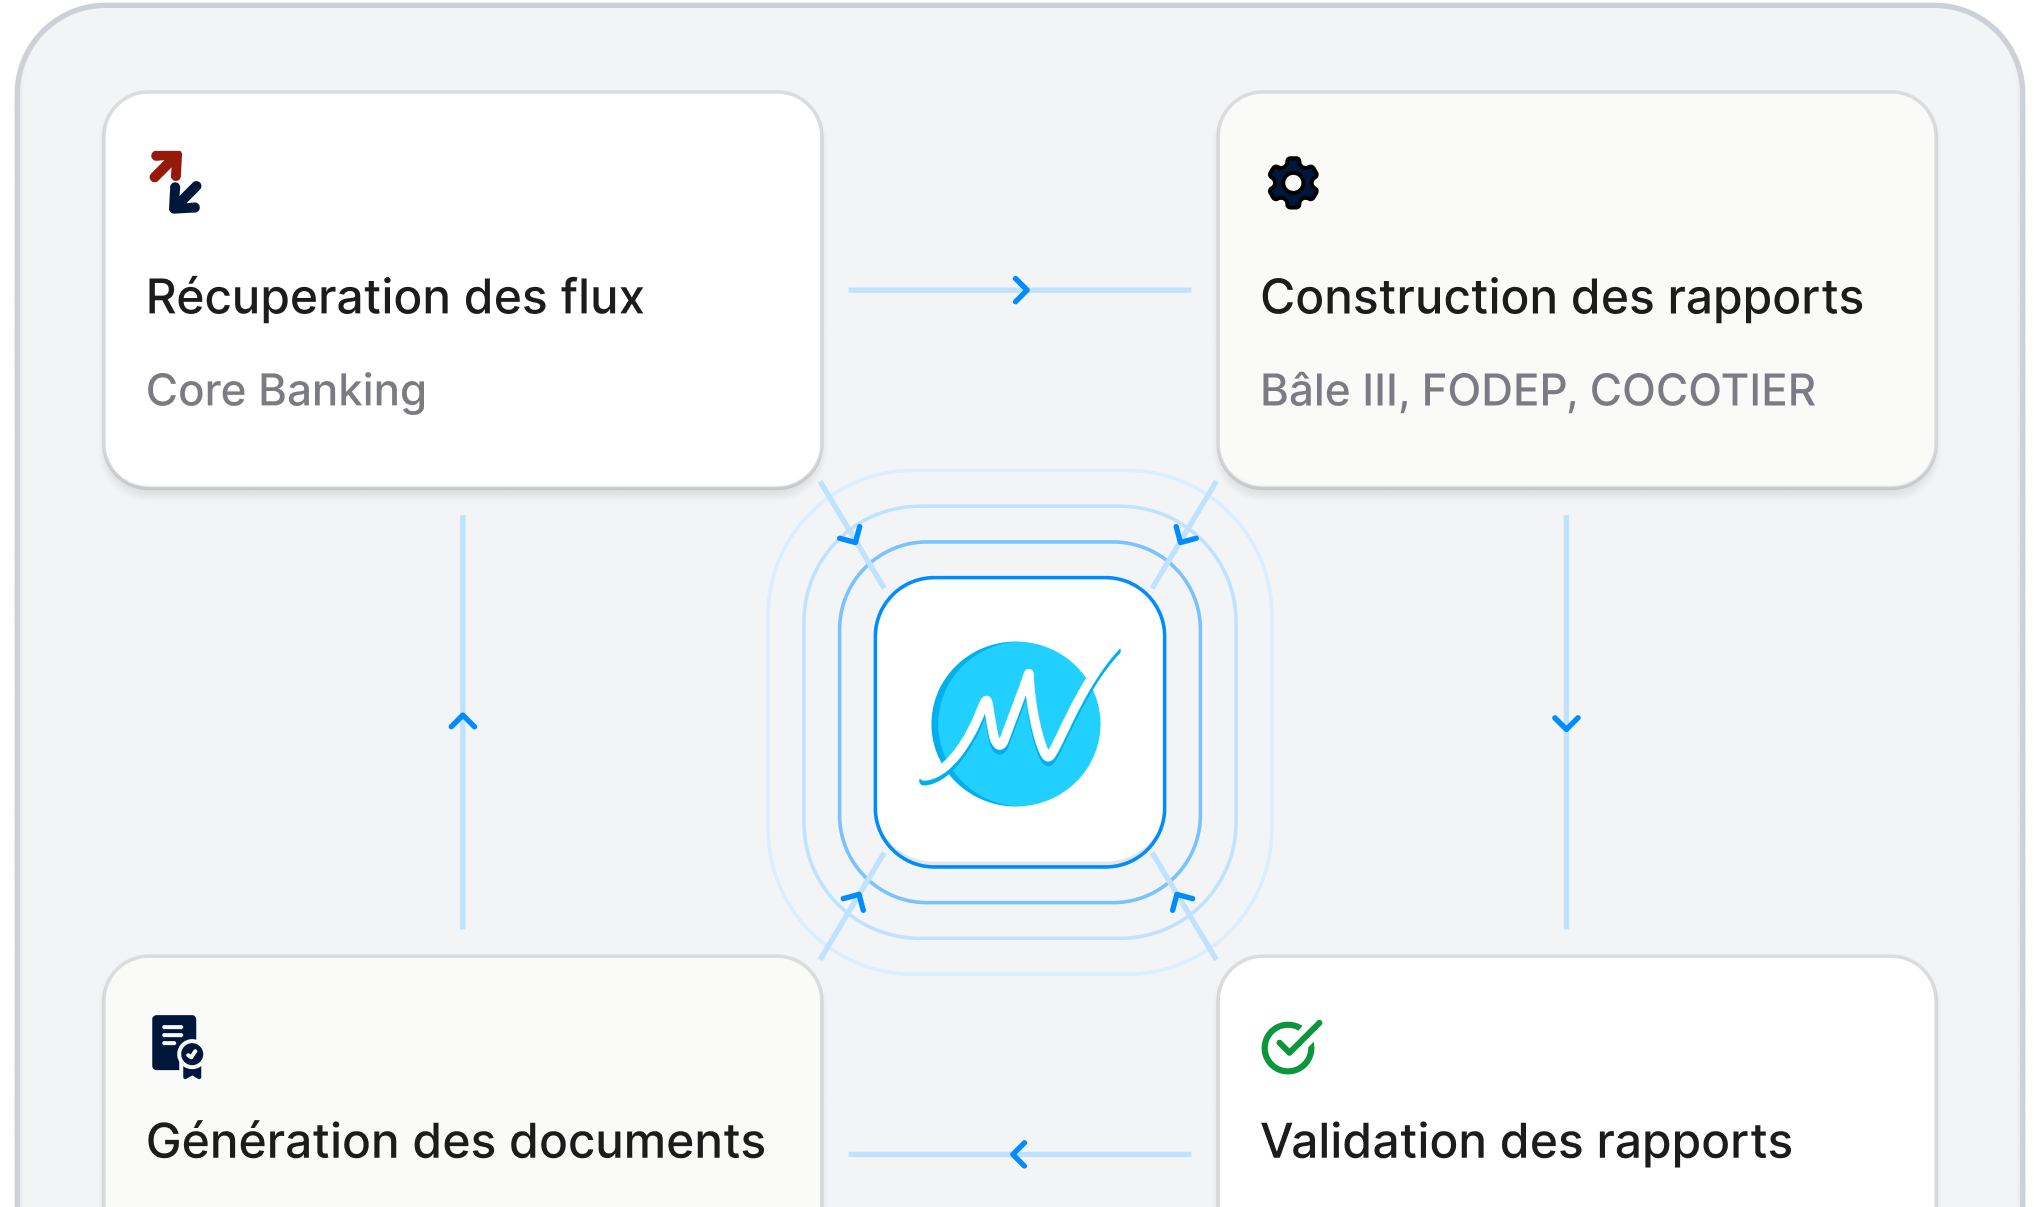 Récuperation des flux
Core Banking
Construction des rapports
Bâle III, FODEP, COCOTIER
Génération des documents
Validation des rapports